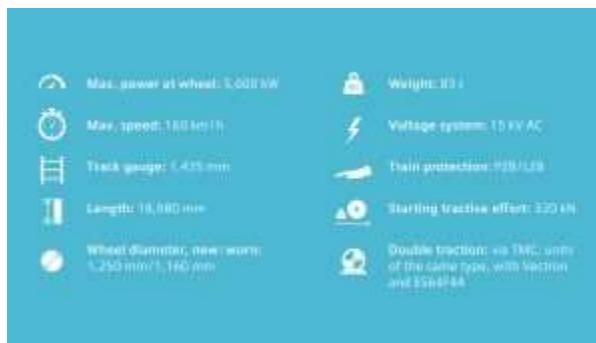 Max. power at wheel: 5,600 kW
Max. speed: 160 km/h
Track gauge: 1,435 mm
Length: 18,980 mm
Wheel diameter, new/worn:
1,250 mm/1,160 mm
Weight: 83 t
Voltage system: 15 kV AC
Train protection: PZB/LZB
Starting tractive effort: 320 kN
Double traction: via TMC, units
of the same type, with Vectron
and ES64F4A